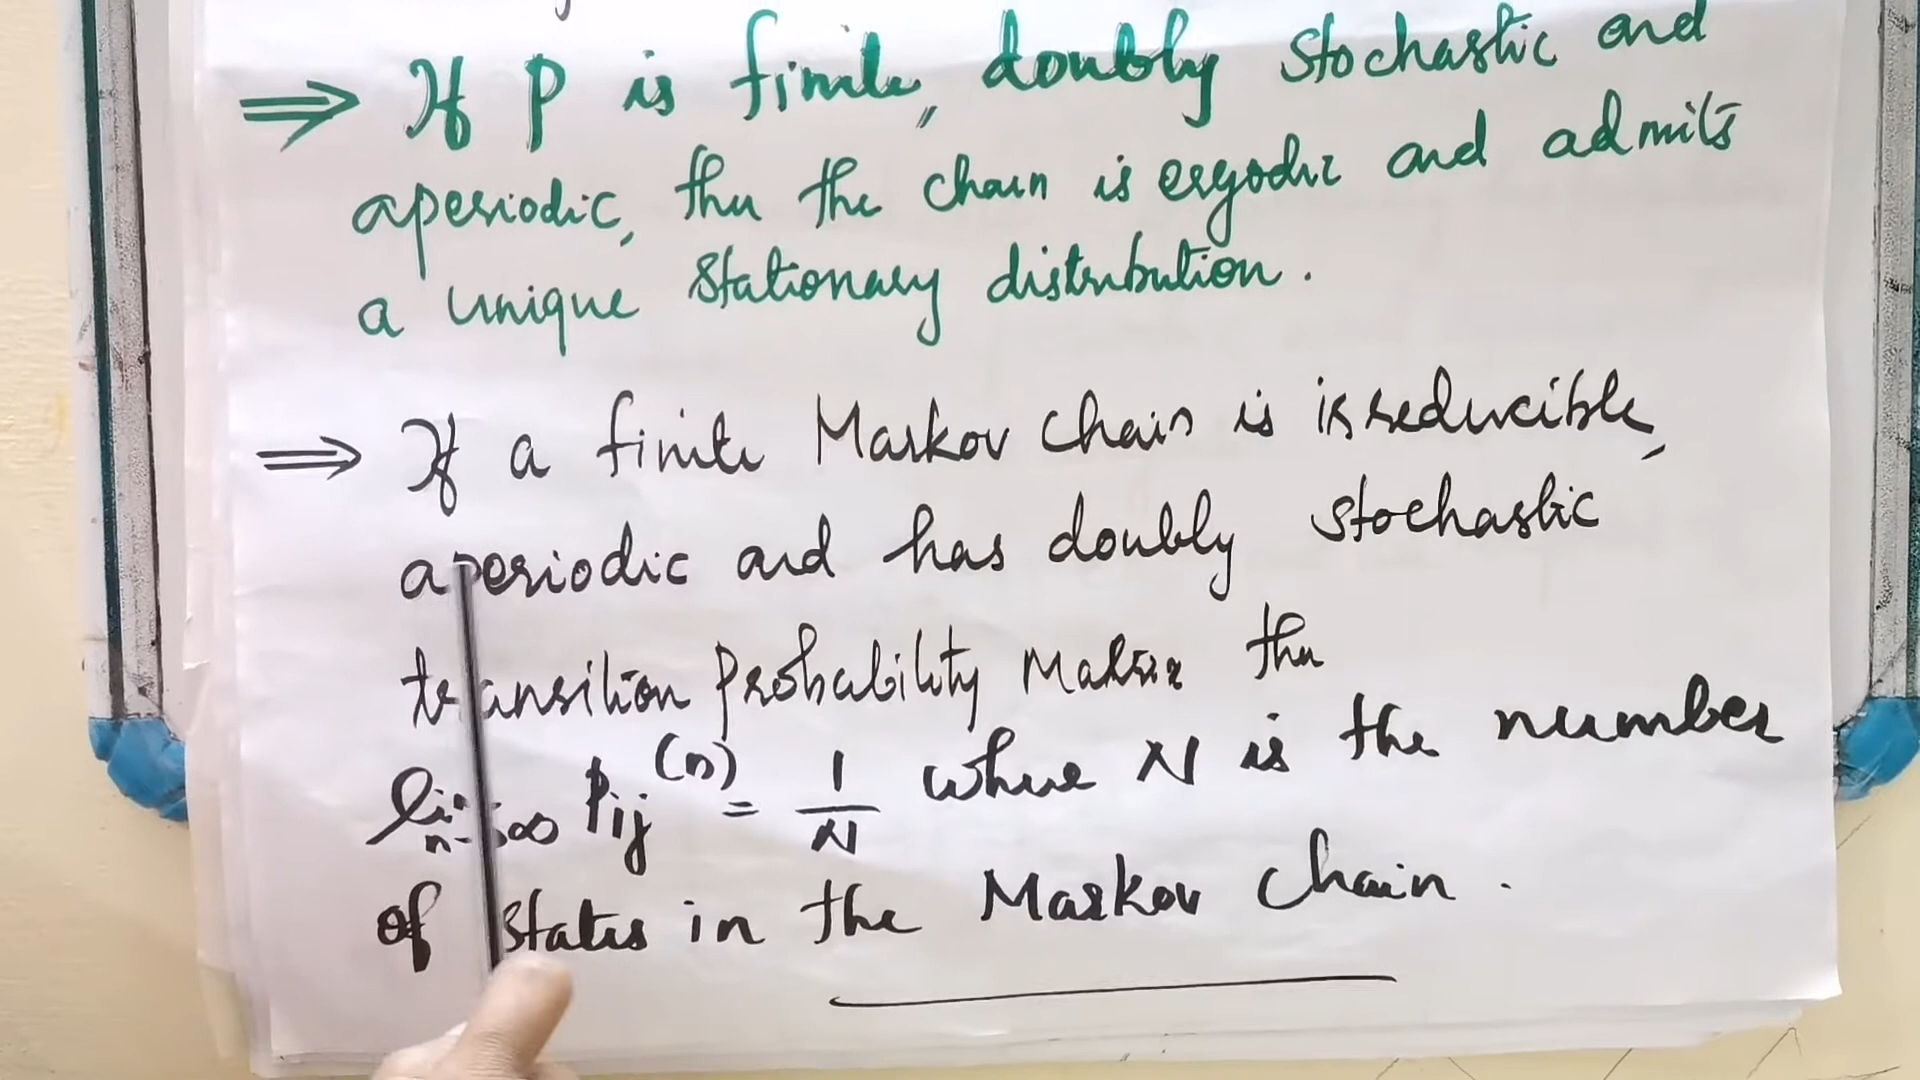 ⇒ If P is finite, doubly stochastic and
aperiodic, then the chain is ergodic and admits
a unique stationary distribution.
⇒ If a finite Markov chain is irreducible,
aperiodic and has doubly stochastic
transition probability matrix then
lim n→∞ Pij^(n) = 1/N where N is the number
of states in the Markov chain.